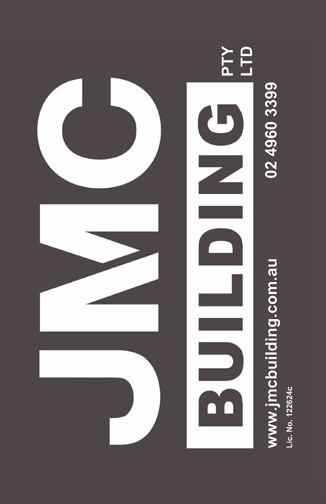 JMC
BUILDING PTY LTD
www.jmcbuilding.com.au 02 4960 3399
Lic. No. 122624c